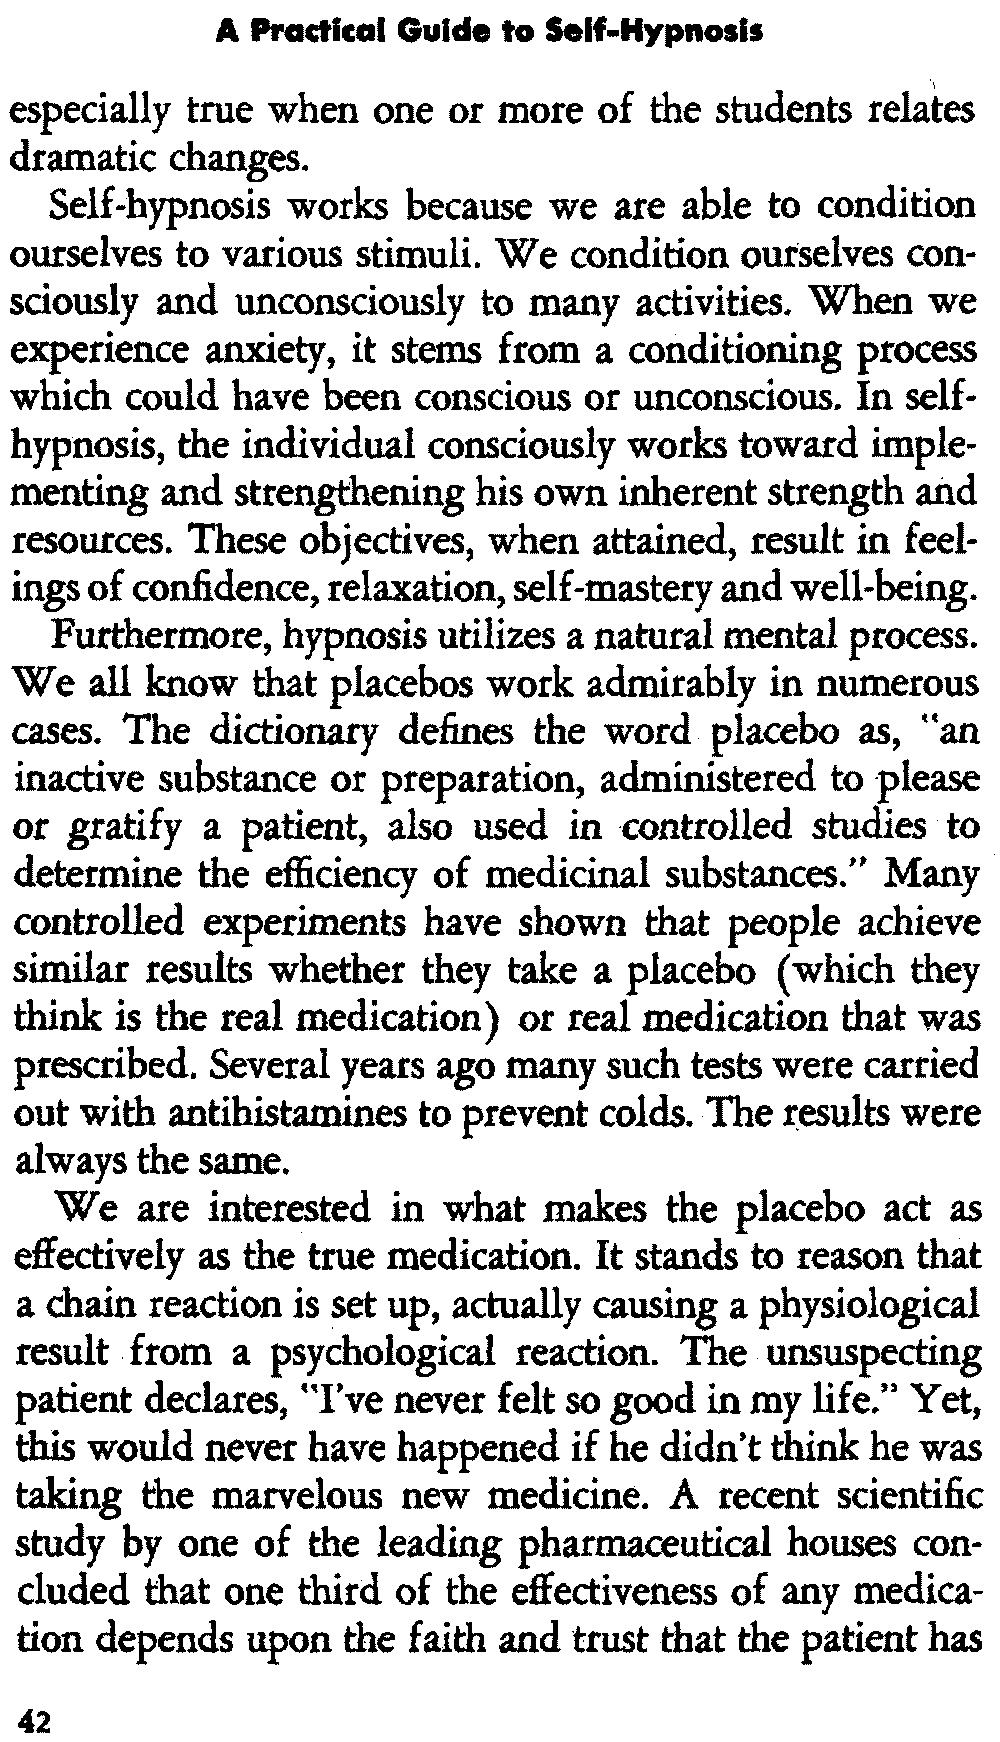 A Practical Guide to Self-Hypnosis
especially true when one or more of the students relates
dramatic changes.
Self-hypnosis works because we are able to condition
ourselves to various stimuli. We condition ourselves con-
sciously and unconsciously to many activities. When we
experience anxiety, it stems from a conditioning process
which could have been conscious or unconscious. In self-
hypnosis, the individual consciously works toward imple-
menting and strengthening his own inherent strength and
resources. These objectives, when attained, result in feel-
ings of confidence, relaxation, self-mastery and well-being.
Furthermore, hypnosis utilizes a natural mental process.
We all know that placebos work admirably in numerous
cases. The dictionary defines the word placebo as, "an
inactive substance or preparation, administered to please
or gratify a patient, also used in controlled studies to
determine the efficiency of medicinal substances." Many
controlled experiments have shown that people achieve
similar results whether they take a placebo (which they
think is the real medication) or real medication that was
prescribed. Several years ago many such tests were carried
out with antihistamines to prevent colds. The results were
always the same.
We are interested in what makes the placebo act as
effectively as the true medication. It stands to reason that
a chain reaction is set up, actually causing a physiological
result from a psychological reaction. The unsuspecting
patient declares, "I've never felt so good in my life." Yet,
this would never have happened if he didn't think he was
taking the marvelous new medicine. A recent scientific
study by one of the leading pharmaceutical houses con-
cluded that one third of the effectiveness of any medica-
tion depends upon the faith and trust that the patient has
42